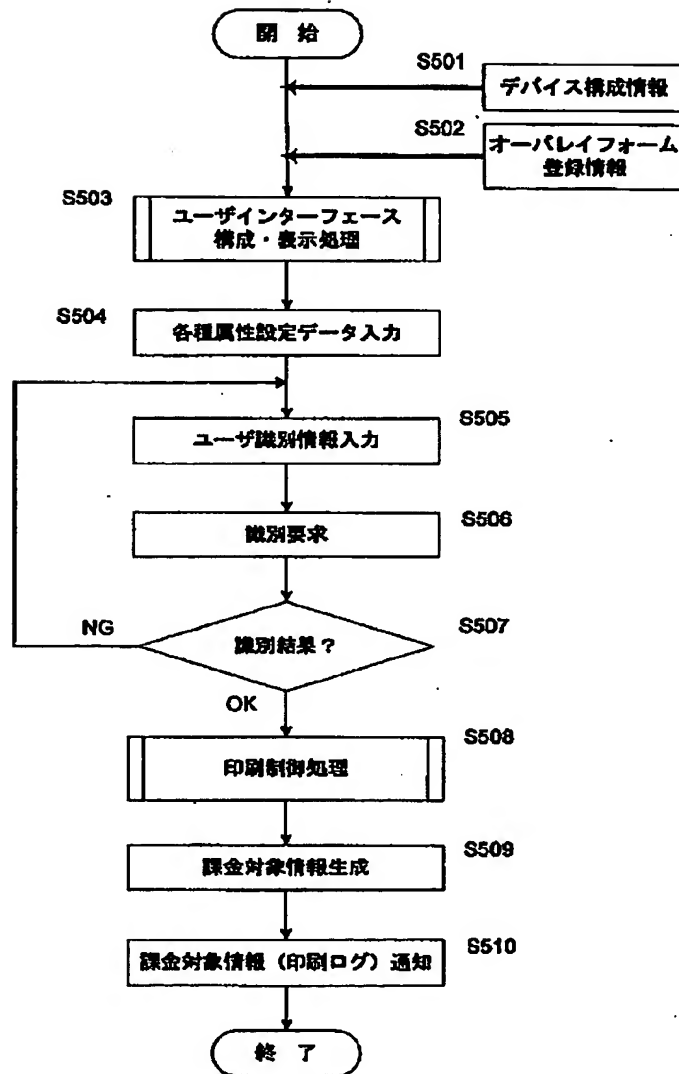 開 始
S501
デバイス構成情報
S502
オーバレイフォーム
登録情報
S503
ユーザインターフェース
構成・表示処理
S504
各種属性設定データ入力
S505
ユーザ識別情報入力
S506
識別要求
S507
NG
識別結果？
OK
S508
印刷制御処理
S509
課金対象情報生成
S510
課金対象情報（印刷ログ）通知
終 了